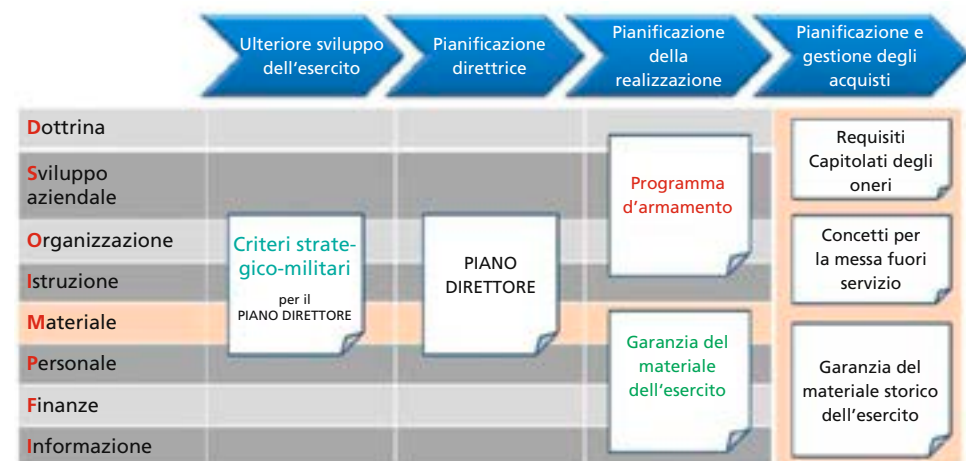 Ulteriore sviluppo
dell'esercito
Pianificazione
direttrice
Pianificazione
della
realizzazione
Pianificazione e
gestione degli
acquisti
Dottrina
Sviluppo
aziendale
Organizzazione
Istruzione
Materiale
Personale
Finanze
Informazione
Criteri strate-
gico-militari
per il
PIANO DIRETTORE
PIANO
DIRETTORE
Programma
d'armamento
Garanzia del
materiale
dell'esercito
Requisiti
Capitolati degli
oneri
Concetti per
la messa fuori
servizio
Garanzia del
materiale storico
dell'esercito